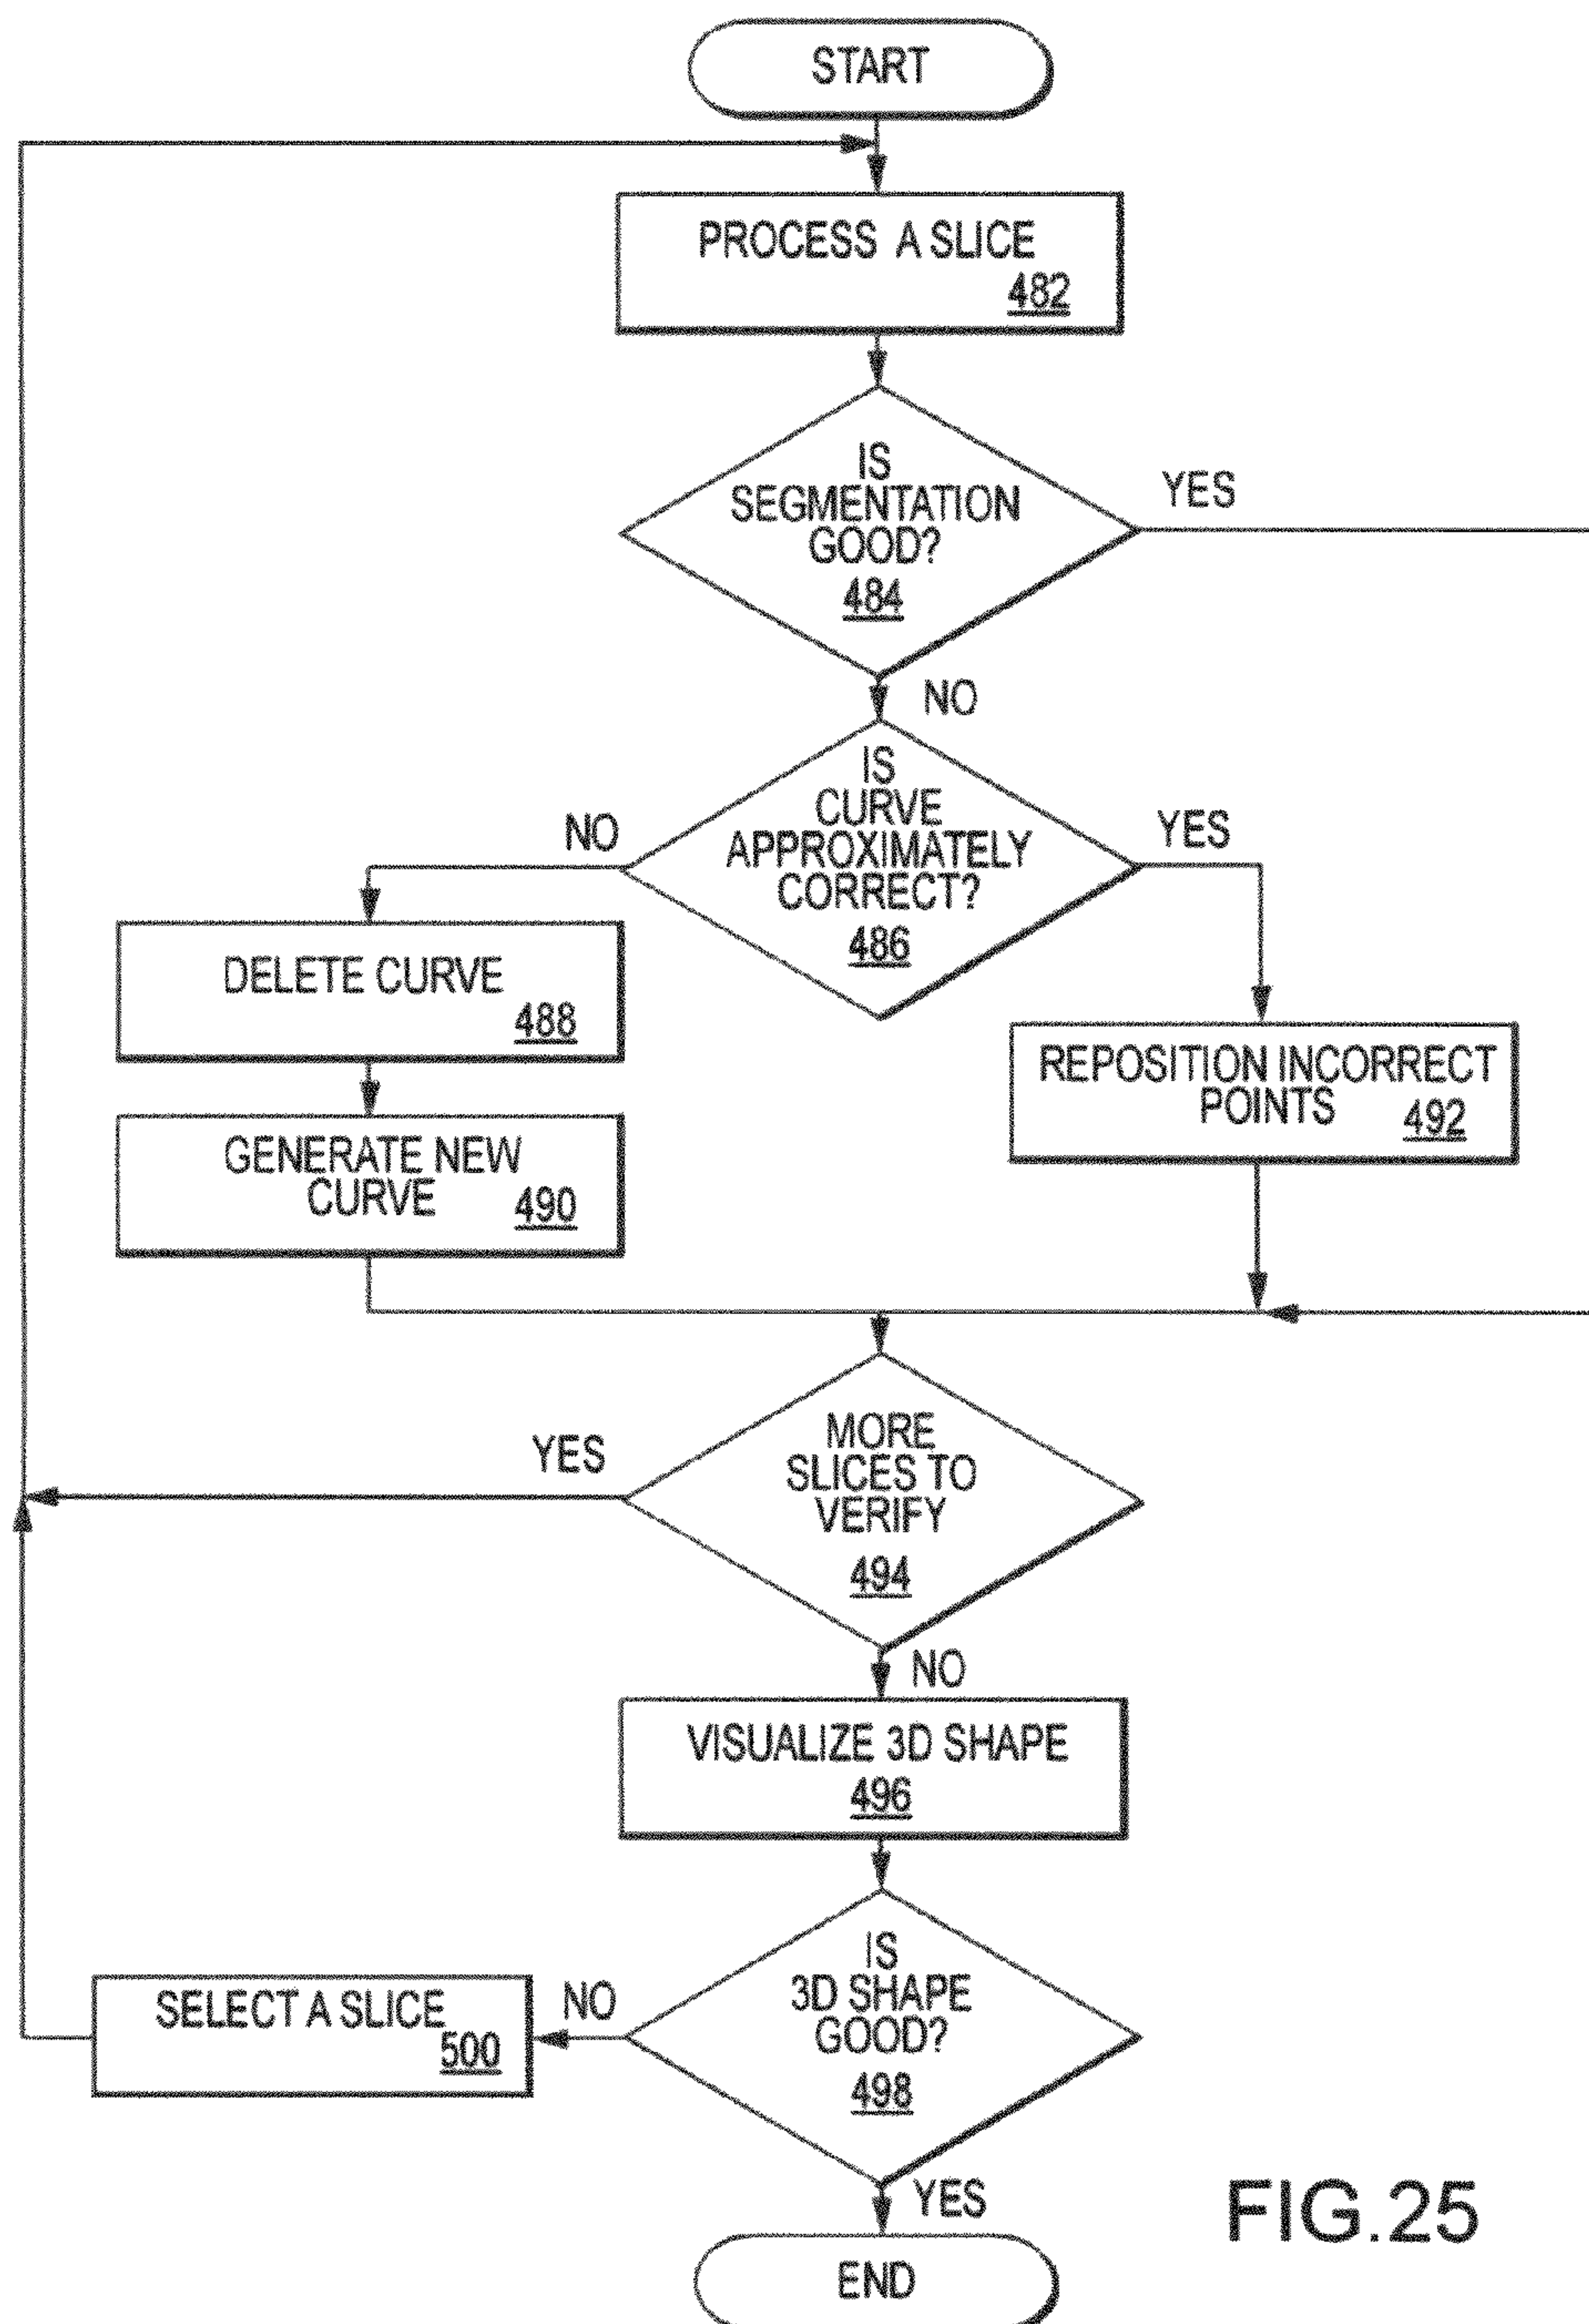 START
PROCESS A SLICE
482
IS
SEGMENTATION
GOOD?
484
YES
NO
IS
CURVE
APPROXIMATELY
CORRECT?
486
NO
YES
DELETE CURVE
488
REPOSITION INCORRECT
POINTS 492
GENERATE NEW
CURVE 490
MORE
SLICES TO
VERIFY
494
YES
NO
VISUALIZE 3D SHAPE
496
IS
3D SHAPE
GOOD?
498
NO
SELECT A SLICE
500
YES
END
FIG.25